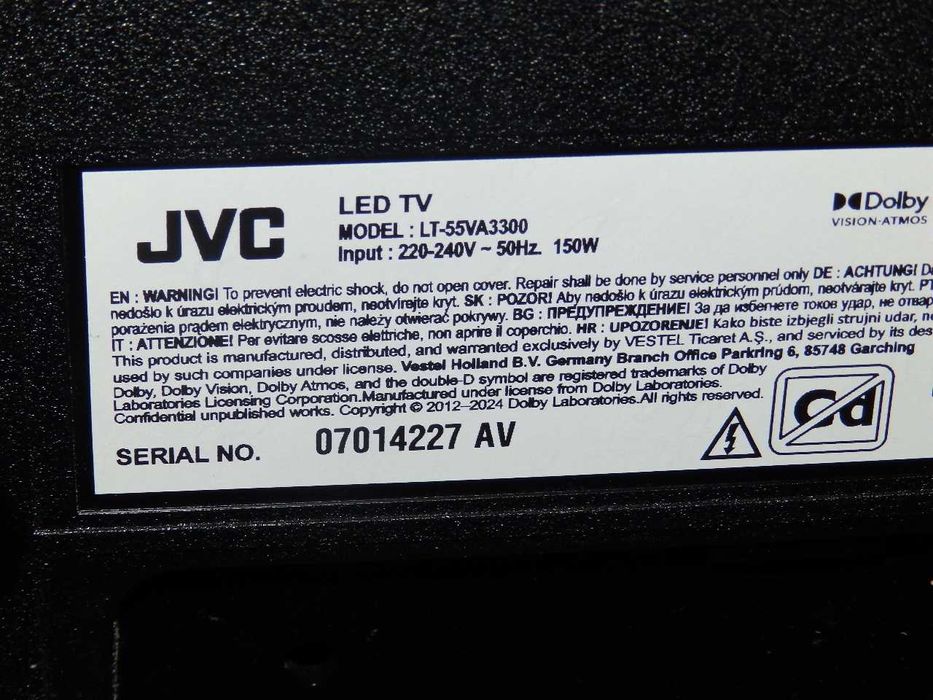 JVC
LED TV
MODEL : LT-55VA3300
Input : 220-240V ~ 50Hz. 150W
Dolby
VISION·ATMOS
EN : WARNING! To prevent electric shock, do not open cover. Repair shall be done by service personnel only DE : ACHTUNG!
nedošlo k úrazu elektrickým proudem, neotvírejte kryt. SK : POZOR! Aby nedošlo k úrazu elektrickým prúdom, neotvárajte kryt. PT
porażenia prądem elektrycznym, nie należy otwierać pokrywy. BG : ПРЕДУПРЕЖДЕНИЕ! За да избегнете токов удар, не отвар
IT : ATTENZIONE! Per evitare scosse elettriche, non aprire il coperchio. HR : UPOZORENJE! Kako biste izbjegli strujni udar,
This product is manufactured, distributed, and warranted exclusively by VESTEL Ticaret A.Ş., and serviced by its des
used by such companies under license. Vestel Holland B.V. Germany Branch Office Parkring 6, 85748 Garching
Dolby, Dolby Vision, Dolby Atmos, and the double-D symbol are registered trademarks of Dolby
Laboratories Licensing Corporation.Manufactured under license from Dolby Laboratories.
Confidential unpublished works. Copyright © 2012–2024 Dolby Laboratories.All rights reserved.
Cd
SERIAL NO. 07014227 AV